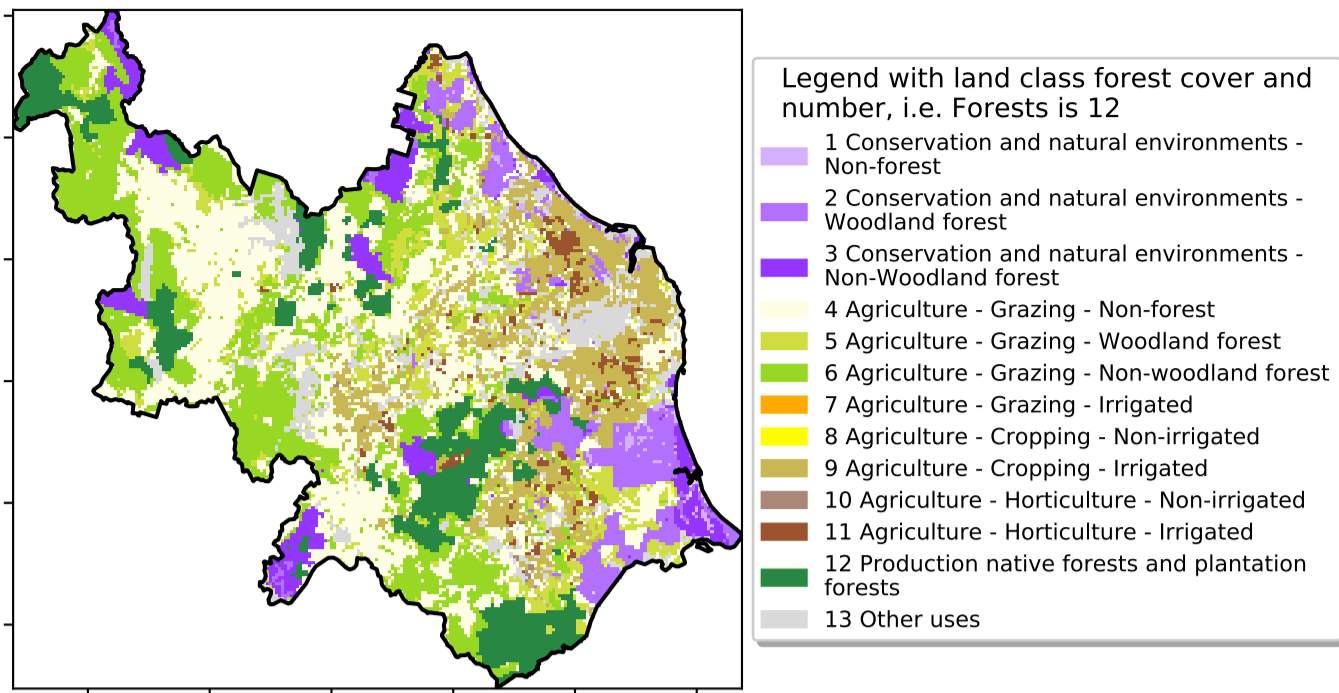 Legend with land class forest cover and
number, i.e. Forests is 12
1 Conservation and natural environments -
Non-forest
2 Conservation and natural environments -
Woodland forest
3 Conservation and natural environments -
Non-Woodland forest
4 Agriculture - Grazing - Non-forest
5 Agriculture - Grazing - Woodland forest
6 Agriculture - Grazing - Non-woodland forest
7 Agriculture - Grazing - Irrigated
8 Agriculture - Cropping - Non-irrigated
9 Agriculture - Cropping - Irrigated
10 Agriculture - Horticulture - Non-irrigated
11 Agriculture - Horticulture - Irrigated
12 Production native forests and plantation
forests
13 Other uses